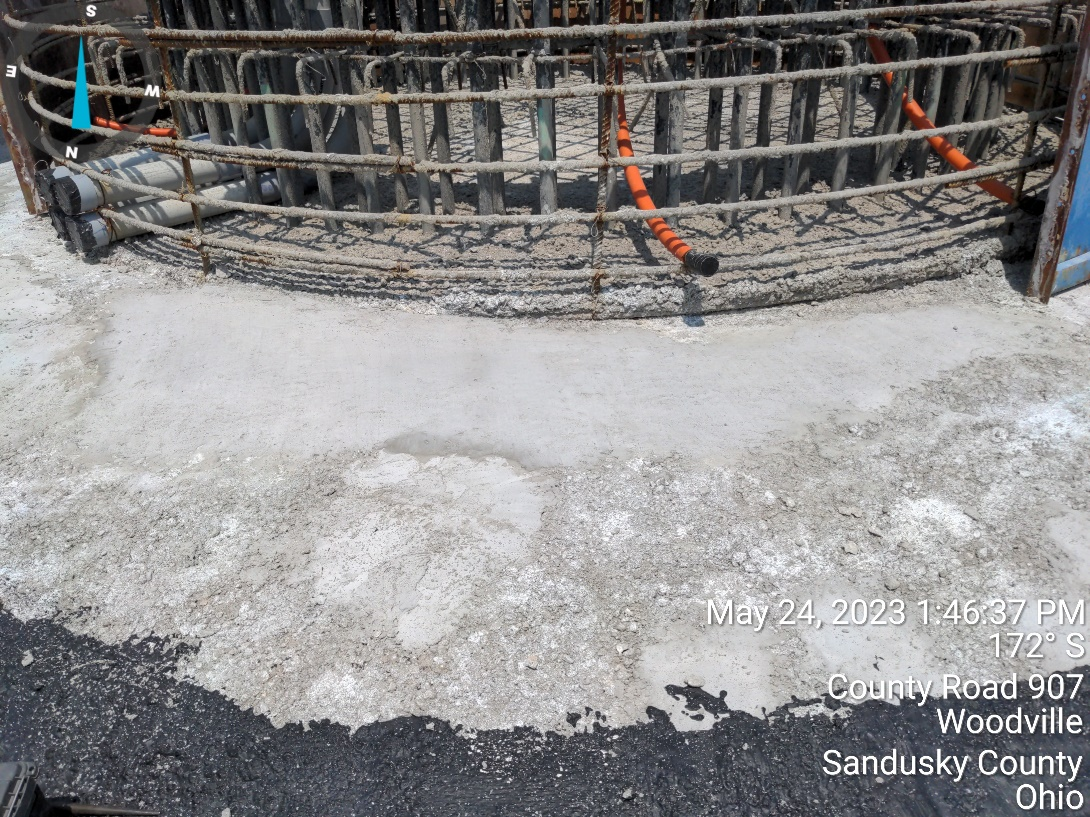 S
E
W
N
May 24, 2023 1:46:37 PM
172° S
County Road 907
Woodville
Sandusky County
Ohio